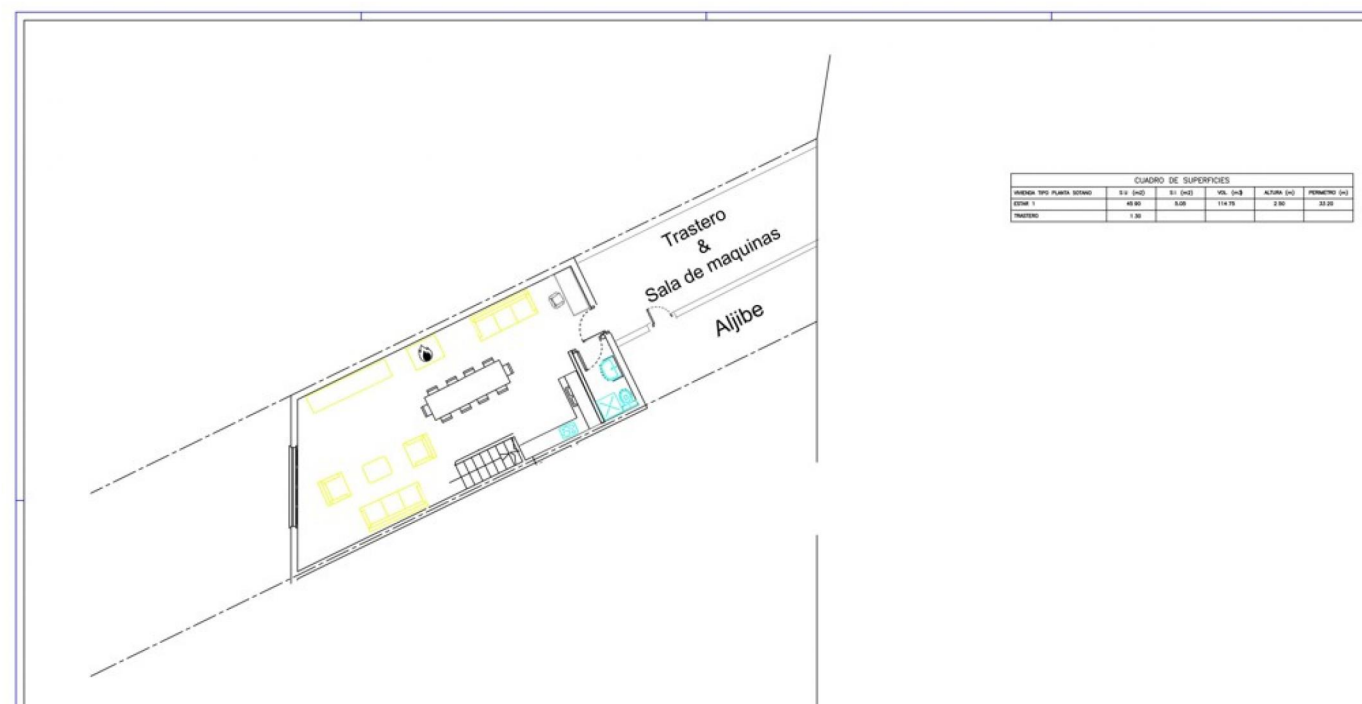 Trastero
&
Sala de maquinas
Aljibe
CUADRO DE SUPERFICIES
VIVIENDA TIPO PLANTA SOTANO S.U. (m2) S.I. (m2) VOL. (m3) ALTURA (m) PERIMETRO (m)
ESTAR 1 45.90 5.05 114.75 2.50 33.20
TRASTERO 1.30